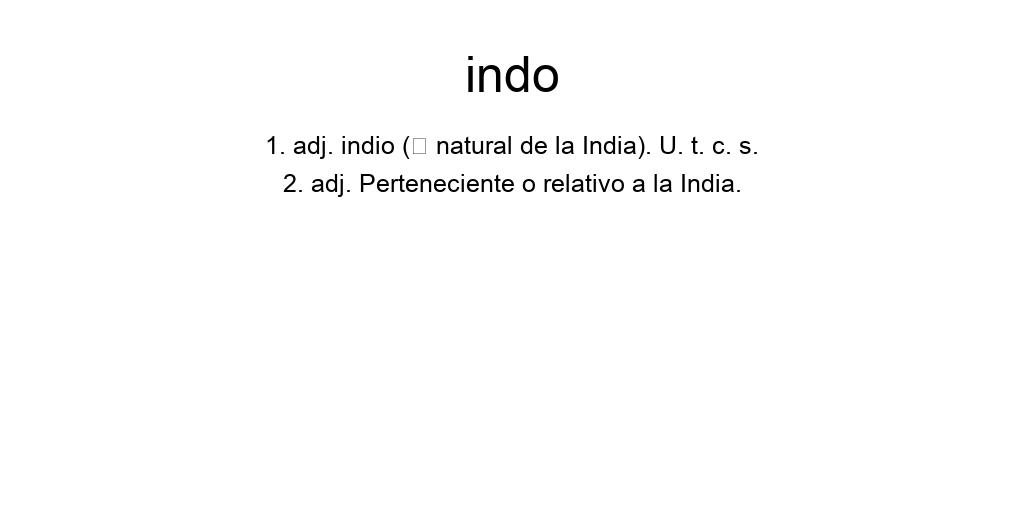 indo
1. adj. indio (□ natural de la India). U. t. c. s.
2. adj. Perteneciente o relativo a la India.